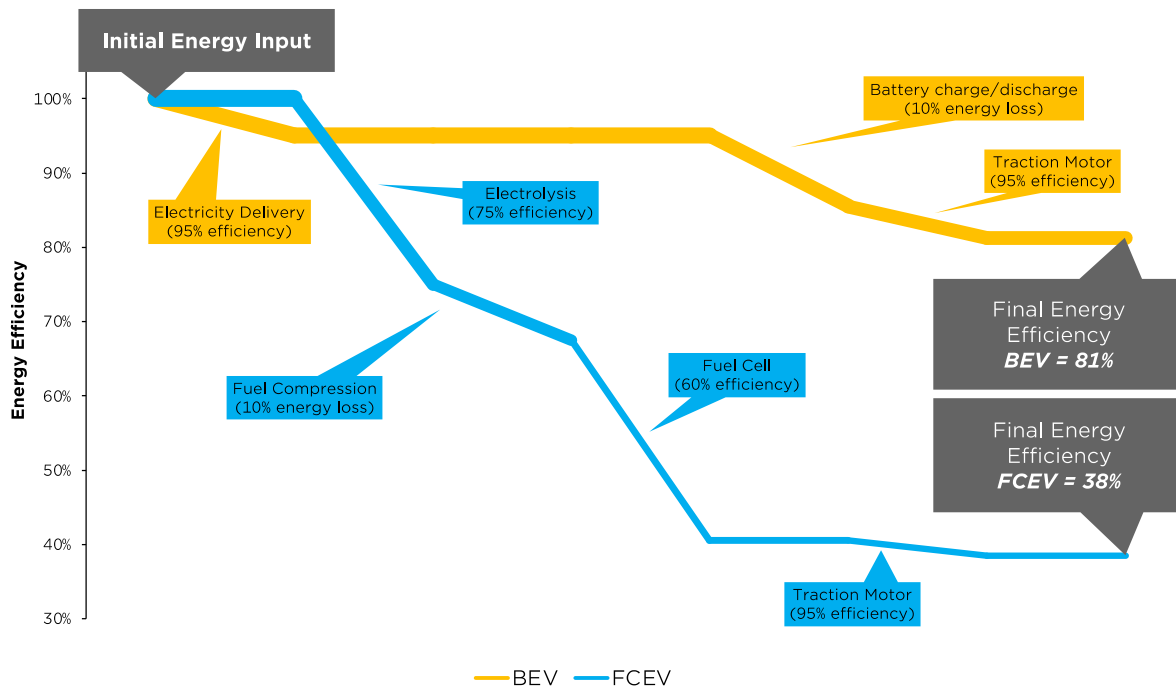 Initial Energy Input
Battery charge/discharge
(10% energy loss)
100%
Traction Motor
(95% efficiency)
90%
Electrolysis
(75% efficiency)
Electricity Delivery
(95% efficiency)
80%
Energy Efficiency
Final Energy
Efficiency
BEV = 81%
70%
Fuel Compression
(10% energy loss)
Fuel Cell
(60% efficiency)
60%
Final Energy
Efficiency
FCEV = 38%
50%
40%
Traction Motor
(95% efficiency)
30%
BEV
FCEV